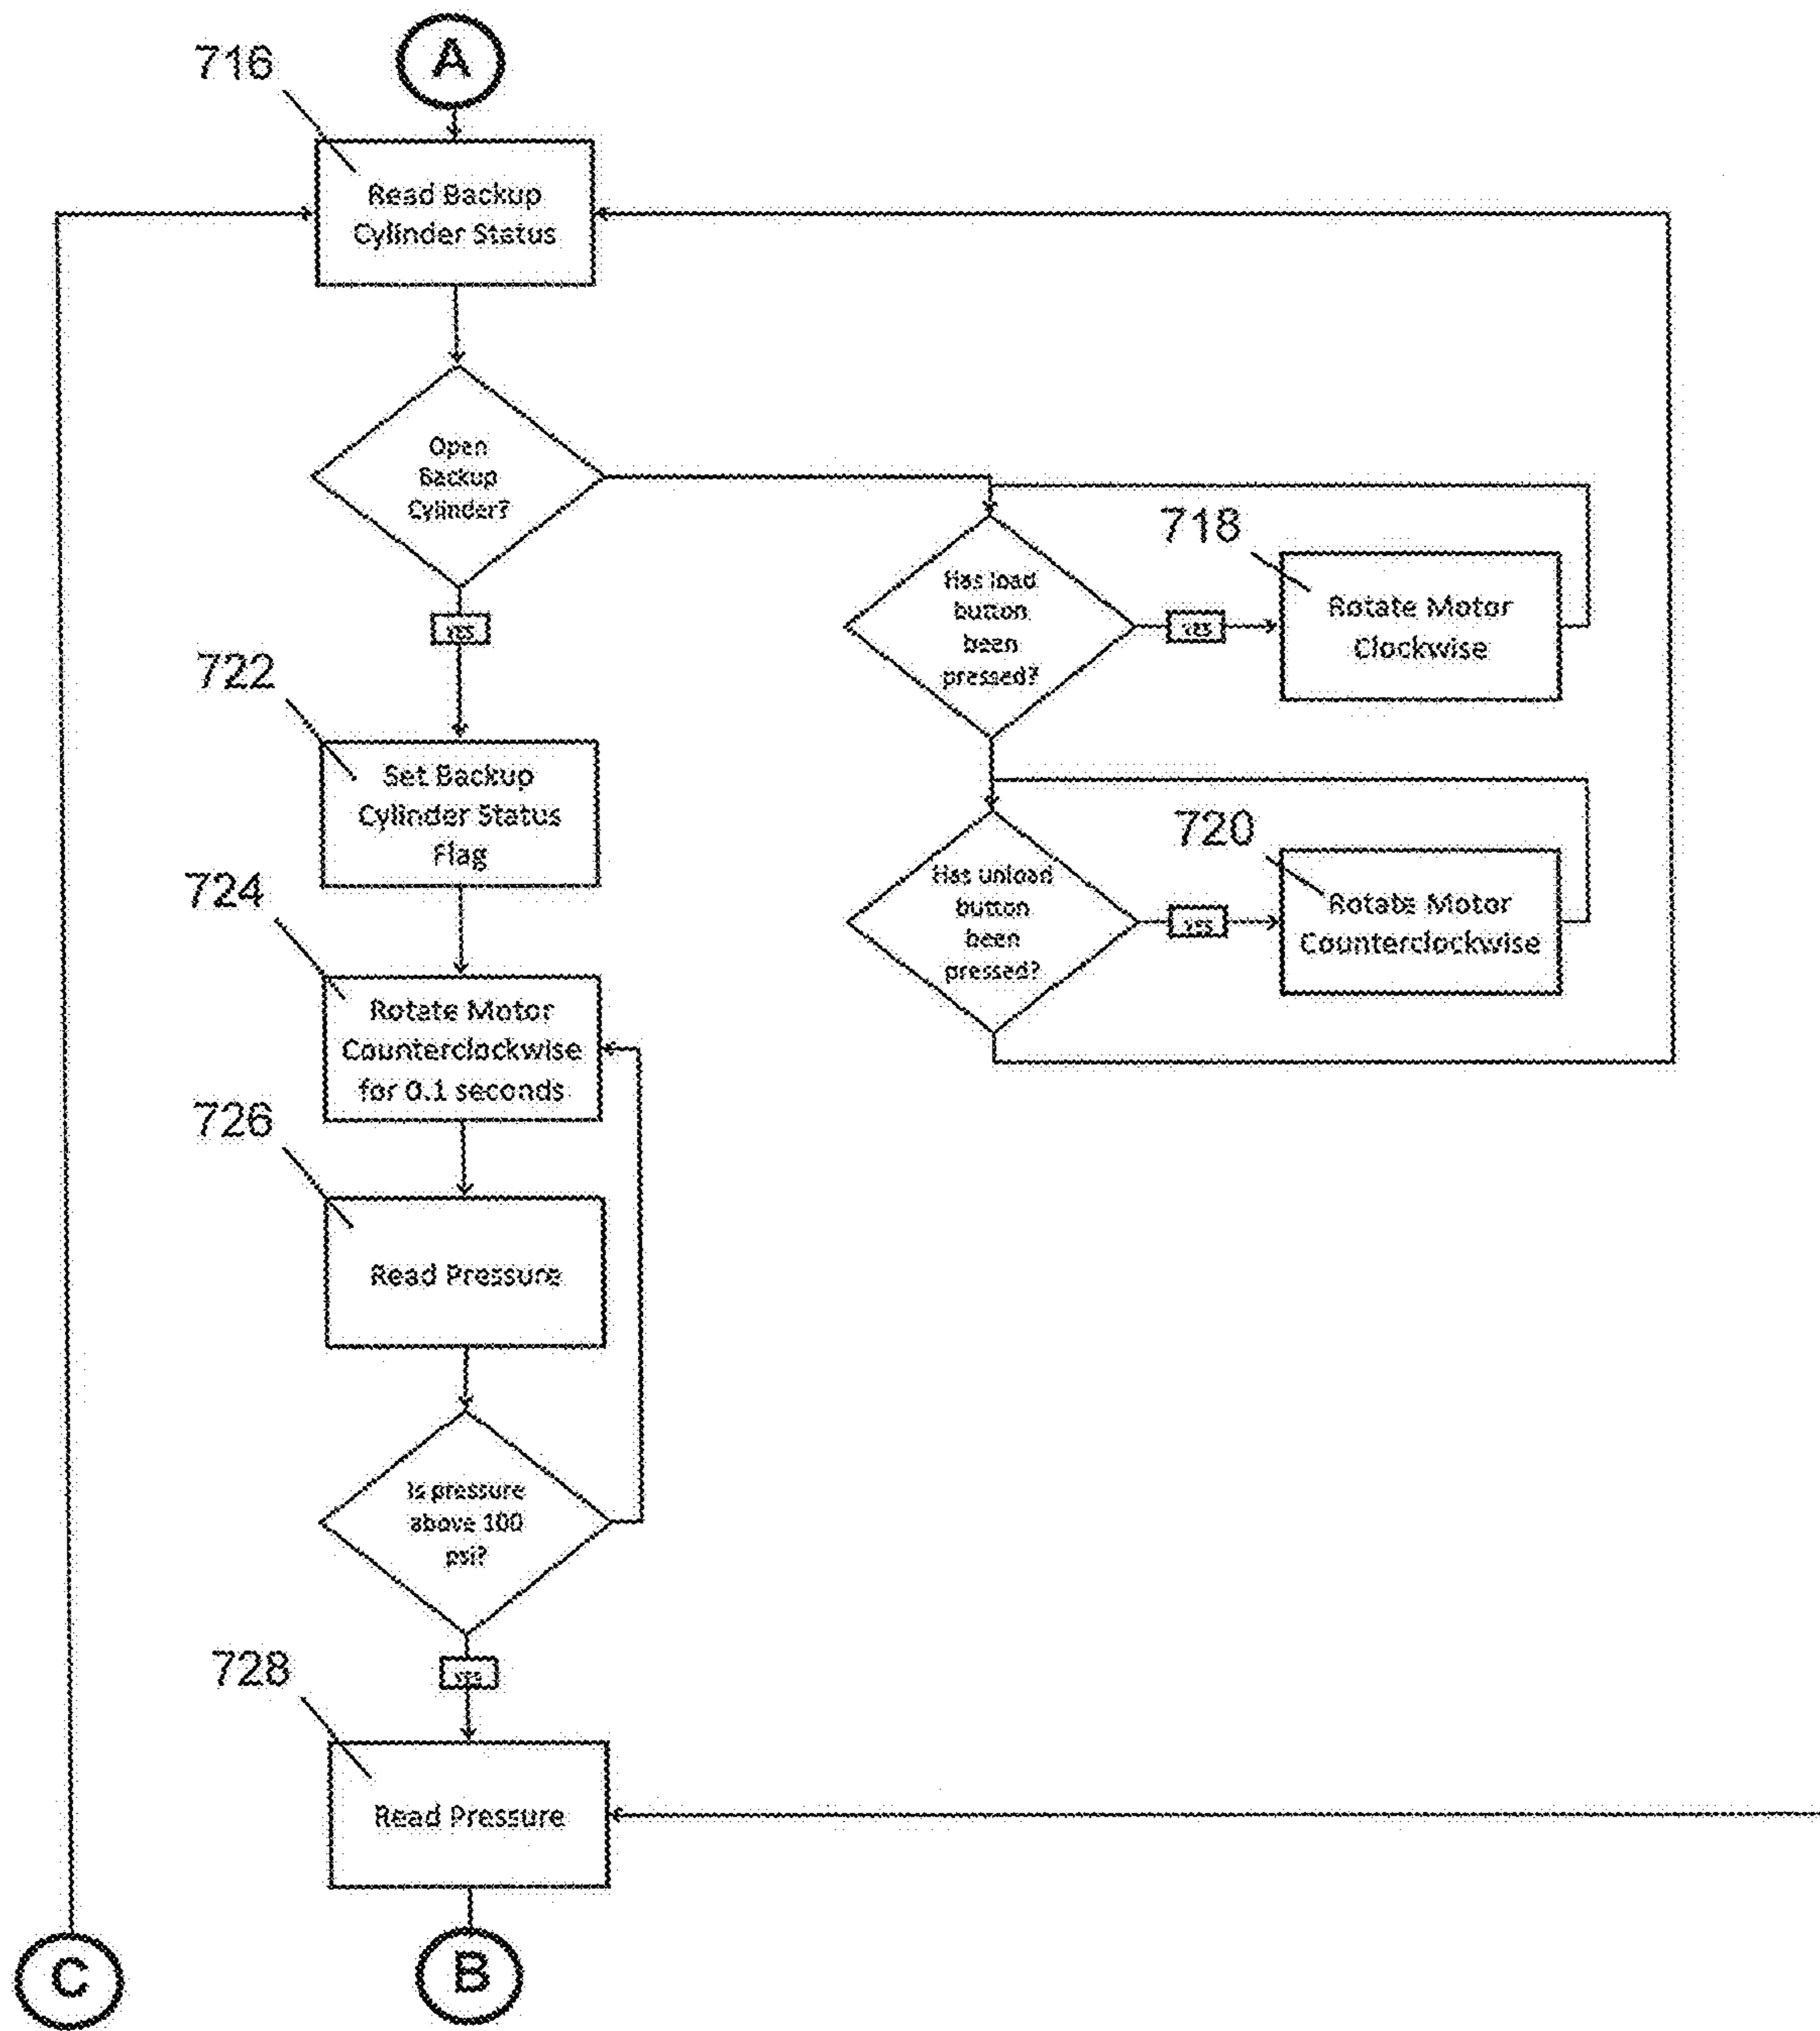 A
716
Read Backup
Cylinder Status
Open
Backup
Cylinder?
YES
Has load
button
been
pressed?
YES
718
Rotate Motor
Clockwise
722
Set Backup
Cylinder Status
Flag
Has unload
button
been
pressed?
YES
720
Rotate Motor
Counterclockwise
724
Rotate Motor
Counterclockwise
for 0.1 seconds
726
Read Pressure
Is pressure
above 100
psi?
YES
728
Read Pressure
C
B